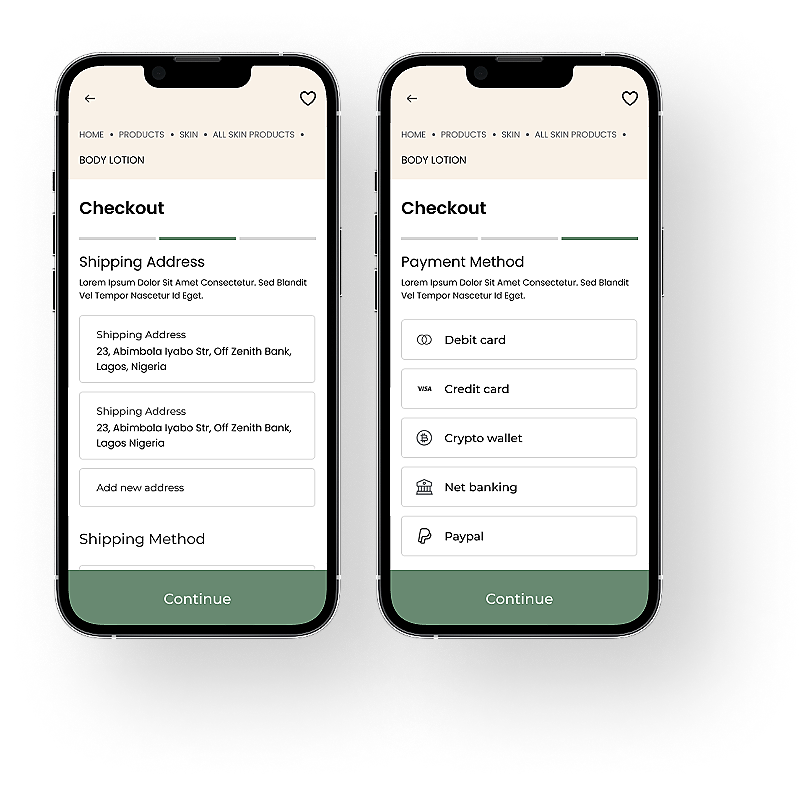 HOME • PRODUCTS • SKIN • ALL SKIN PRODUCTS •
BODY LOTION
Checkout
Shipping Address
Lorem Ipsum Dolor Sit Amet Consectetur. Sed Blandit
Vel Tempor Nascetur Id Eget.
Shipping Address
23, Abimbola Iyabo Str, Off Zenith Bank,
Lagos, Nigeria
Shipping Address
23, Abimbola Iyabo Str, Off Zenith Bank,
Lagos Nigeria
Add new address
Shipping Method
Continue
HOME • PRODUCTS • SKIN • ALL SKIN PRODUCTS •
BODY LOTION
Checkout
Payment Method
Lorem Ipsum Dolor Sit Amet Consectetur. Sed Blandit
Vel Tempor Nascetur Id Eget.
Debit card
VISA Credit card
Crypto wallet
Net banking
Paypal
Continue